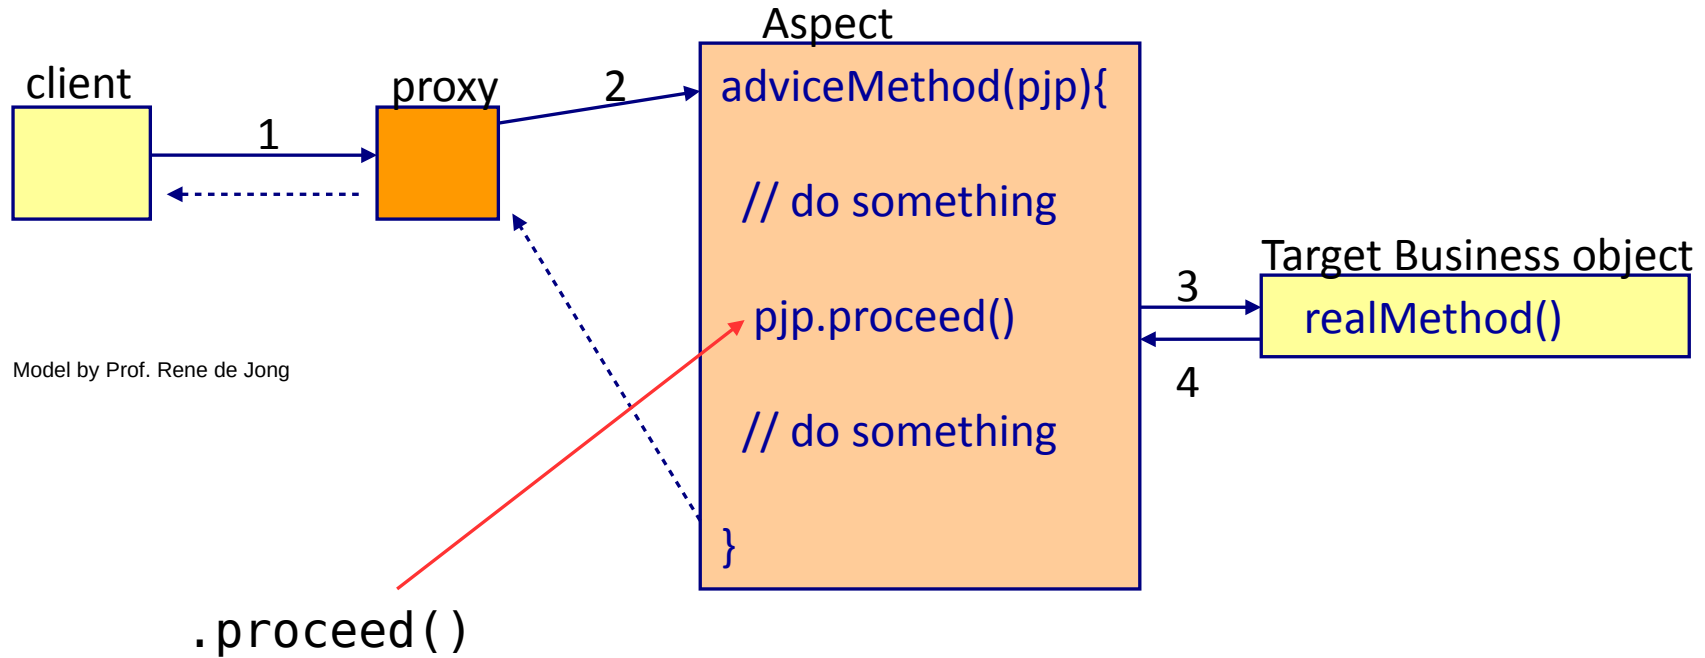 Aspect
client
proxy
2
adviceMethod(pjp){
1
// do something
Target Business object
3
pjp.proceed()
realMethod()
Model by Prof. Rene de Jong
4
// do something
}
.proceed()